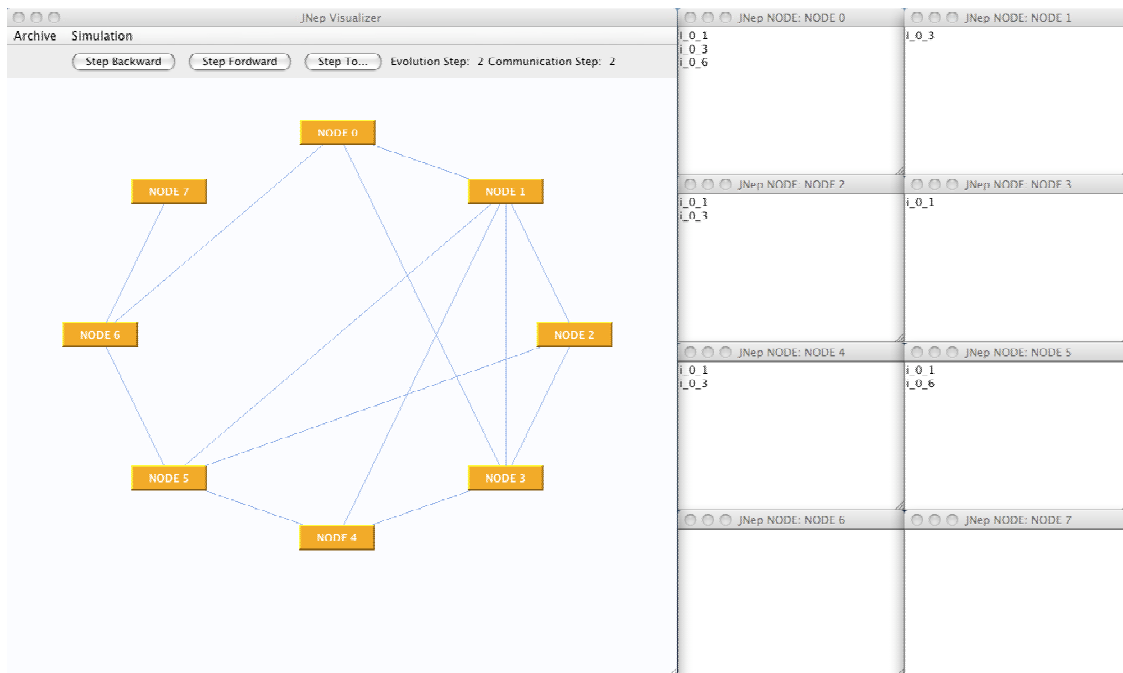 JNep Visualizer
Archive Simulation
Step Backward Step Fordward Step To... Evolution Step: 2 Communication Step: 2
NODE 0
NODE 7
NODE 1
NODE 6
NODE 2
NODE 5
NODE 3
NODE 4
JNep NODE: NODE 0
i_0_1
i_0_3
i_0_6
JNep NODE: NODE 1
i_0_3
JNep NODE: NODE 2
i_0_1
i_0_3
JNep NODE: NODE 3
i_0_1
JNep NODE: NODE 4
i_0_1
i_0_3
JNep NODE: NODE 5
i_0_1
i_0_6
JNep NODE: NODE 6
JNep NODE: NODE 7